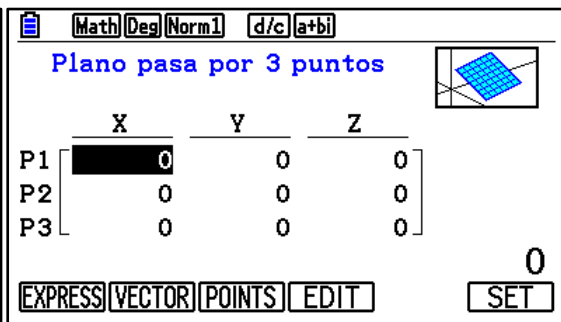 Math Deg Norm1 d/c a+bi
Plano pasa por 3 puntos
X Y Z
P1 0 0 0
P2 0 0 0
P3 0 0 0
0
EXPRESS VECTOR POINTS EDIT SET